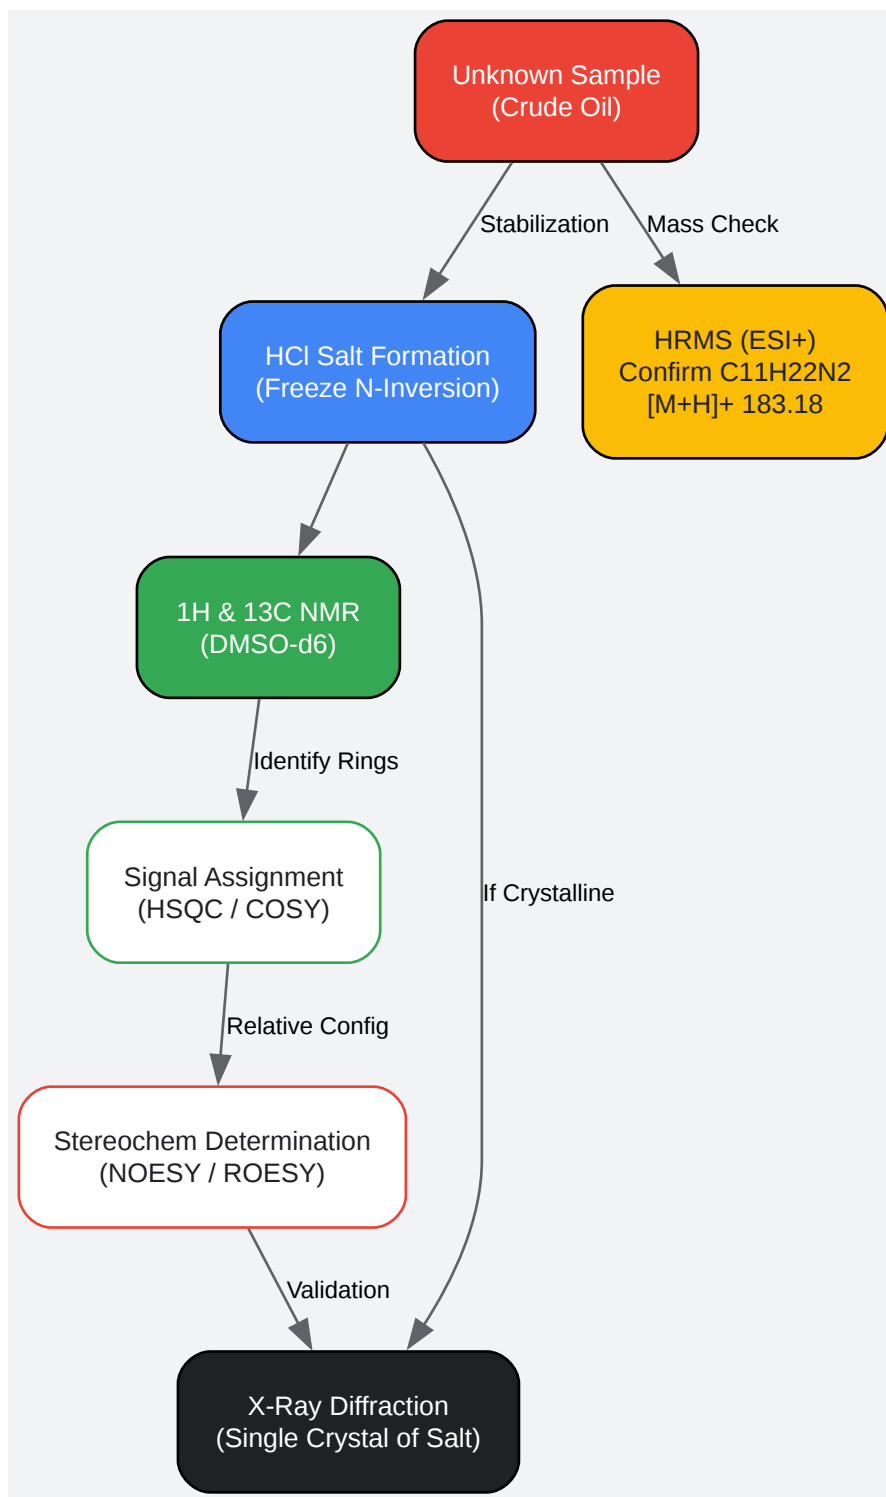 Unknown Sample
(Crude Oil)
Stabilization
Mass Check
HCl Salt Formation
(Freeze N-Inversion)
HRMS (ESI+)
Confirm C11H22N2
[M+H]+ 183.18
1H & 13C NMR
(DMSO-d6)
Identify Rings
Signal Assignment
(HSQC / COSY)
If Crystalline
Relative Config
Stereochem Determination
(NOESY / ROESY)
Validation
X-Ray Diffraction
(Single Crystal of Salt)